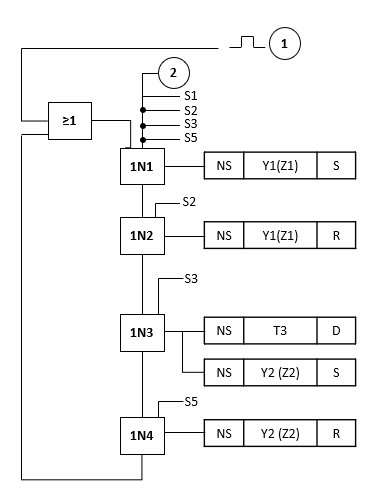 1
2
S1
S2
S3
S5
≥1
1N1 NS Y1(Z1) S
S2
1N2 NS Y1(Z1) R
S3
1N3 NS T3 D
NS Y2 (Z2) S
S5
1N4 NS Y2 (Z2) R